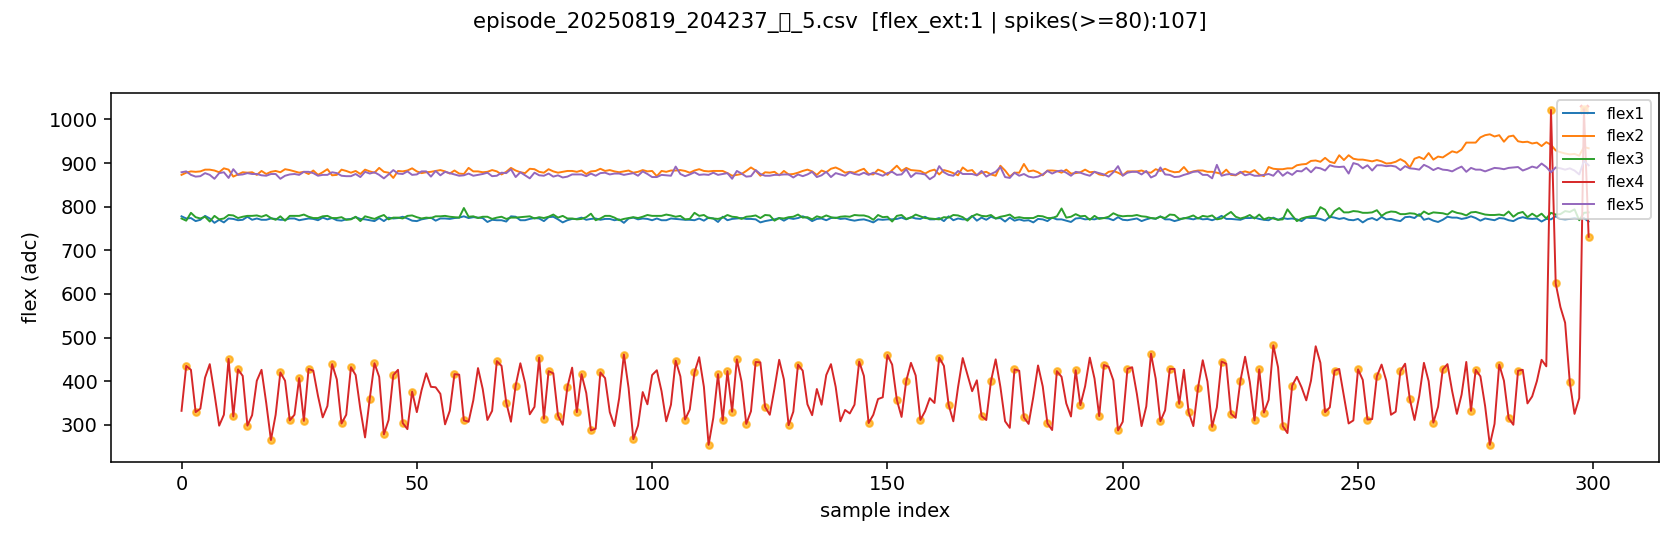 episode_20250819_204237_▯_5.csv [flex_ext:1 | spikes(>=80):107]
flex (adc)
1000
900
800
700
600
500
400
300
flex1
flex2
flex3
flex4
flex5
0
50
100
150
200
250
300
sample index